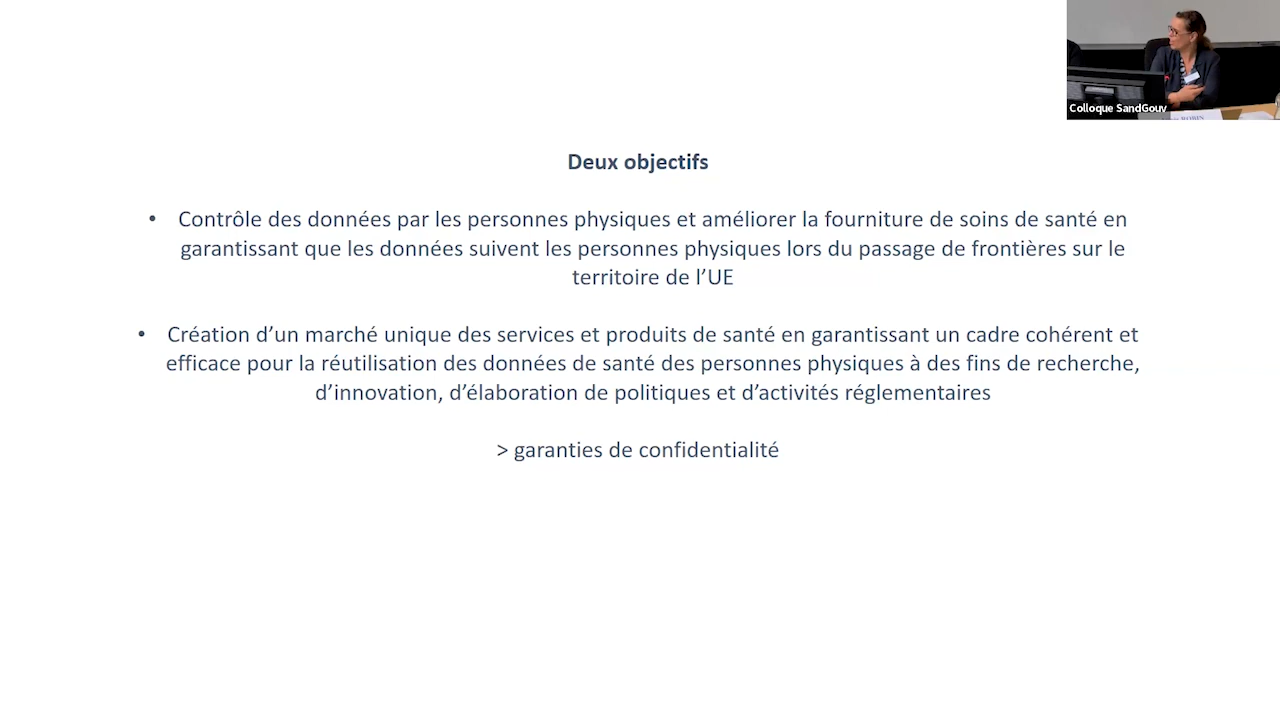 Colloque SandGouv
Deux objectifs
• Contrôle des données par les personnes physiques et améliorer la fourniture de soins de santé en
garantissant que les données suivent les personnes physiques lors du passage de frontières sur le
territoire de l’UE
• Création d’un marché unique des services et produits de santé en garantissant un cadre cohérent et
efficace pour la réutilisation des données de santé des personnes physiques à des fins de recherche,
d’innovation, d’élaboration de politiques et d’activités réglementaires
> garanties de confidentialité